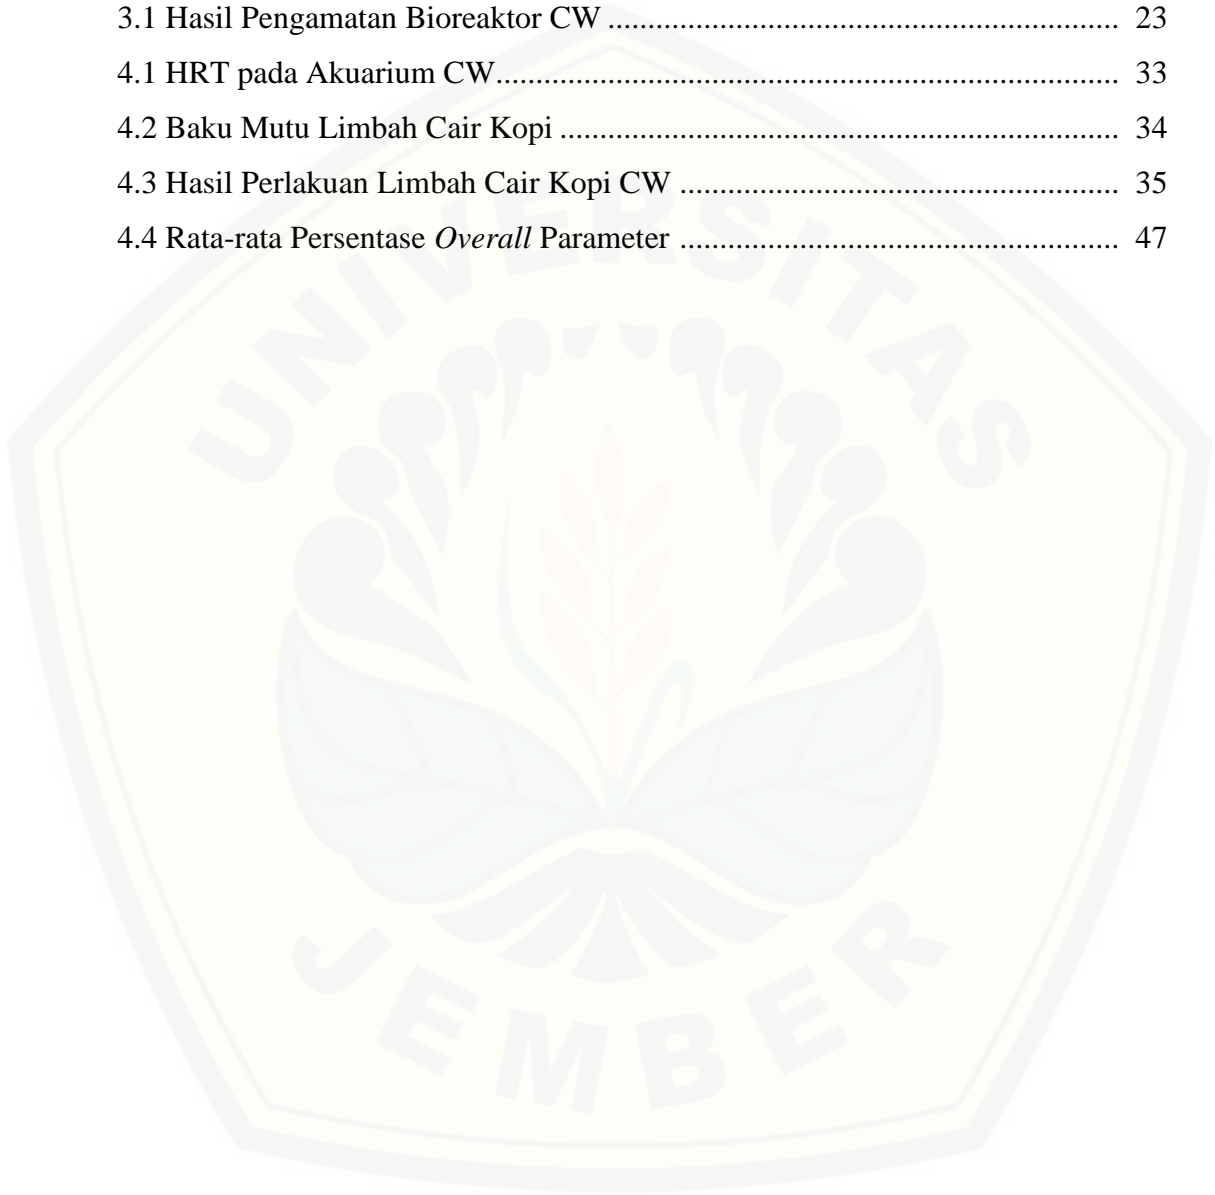 3.1 Hasil Pengamatan Bioreaktor CW ................................................................ 23
4.1 HRT pada Akuarium CW.............................................................................. 33
4.2 Baku Mutu Limbah Cair Kopi ...................................................................... 34
4.3 Hasil Perlakuan Limbah Cair Kopi CW ....................................................... 35
4.4 Rata-rata Persentase Overall Parameter ....................................................... 47
UNIVERSITAS
JEMBER